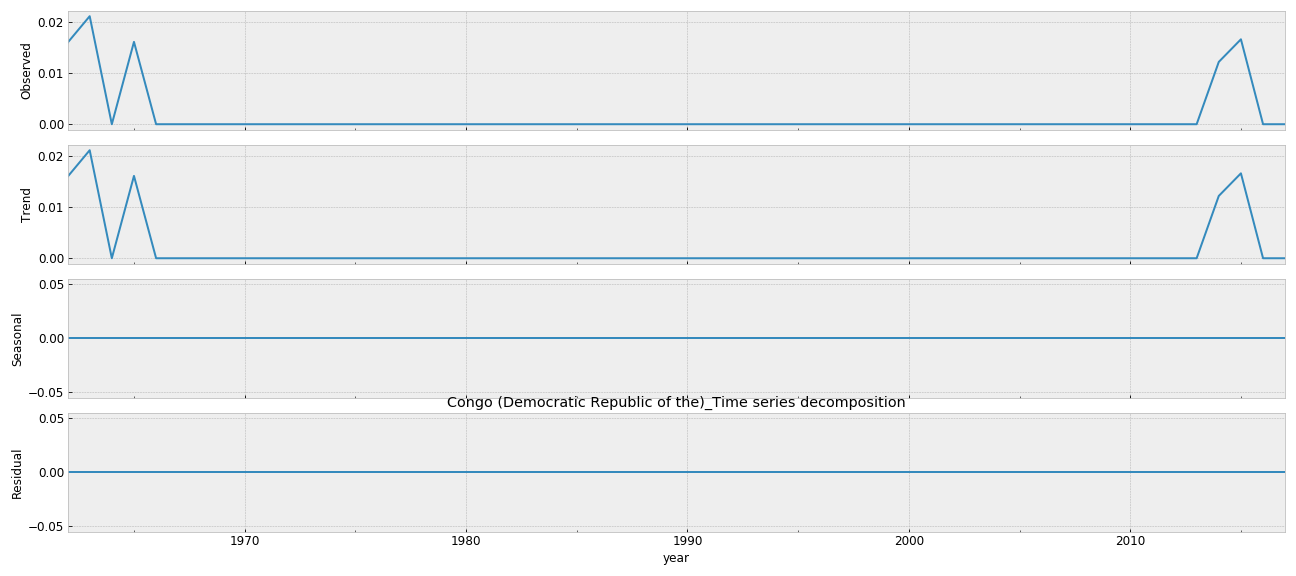 0.02
0.01
0.00
Observed
0.02
0.01
0.00
Trend
0.05
0.00
−0.05
Seasonal
Congo (Democratic Republic of the)_Time series decomposition
0.05
0.00
−0.05
Residual
1970 1980 1990 2000 2010
year